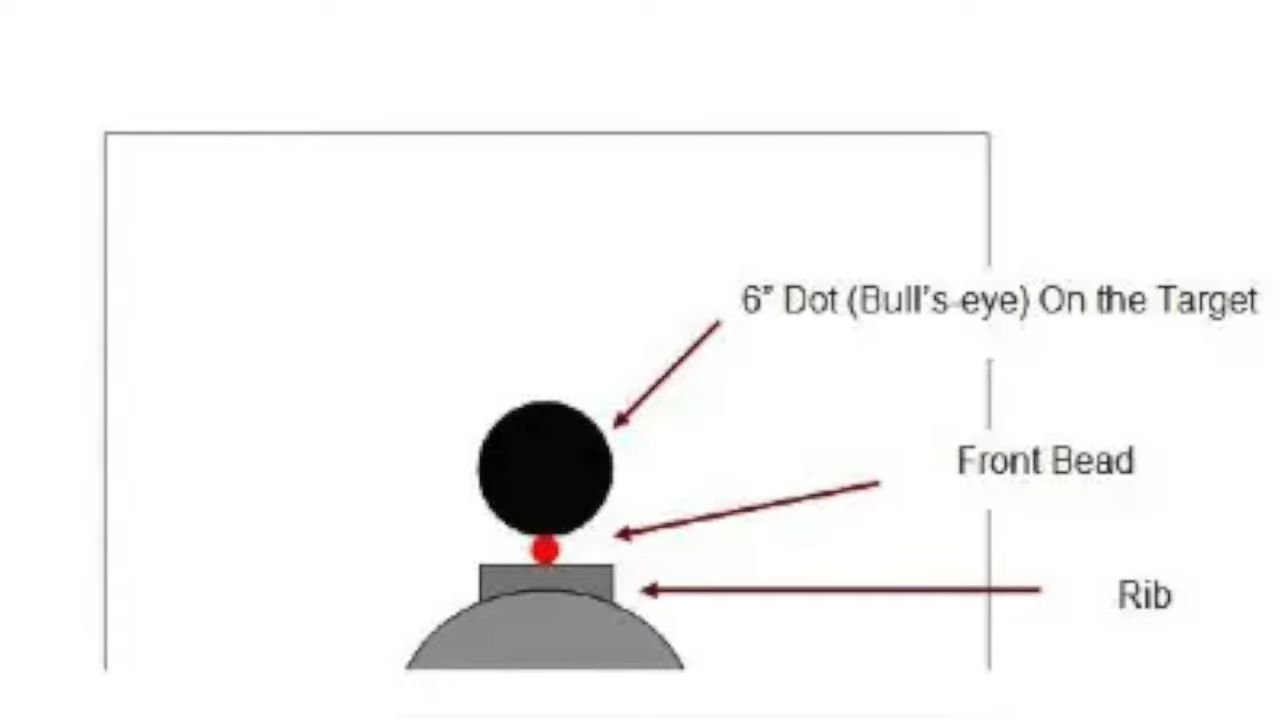 6" Dot (Bull's-eye) On the Target
Front Bead
Rib